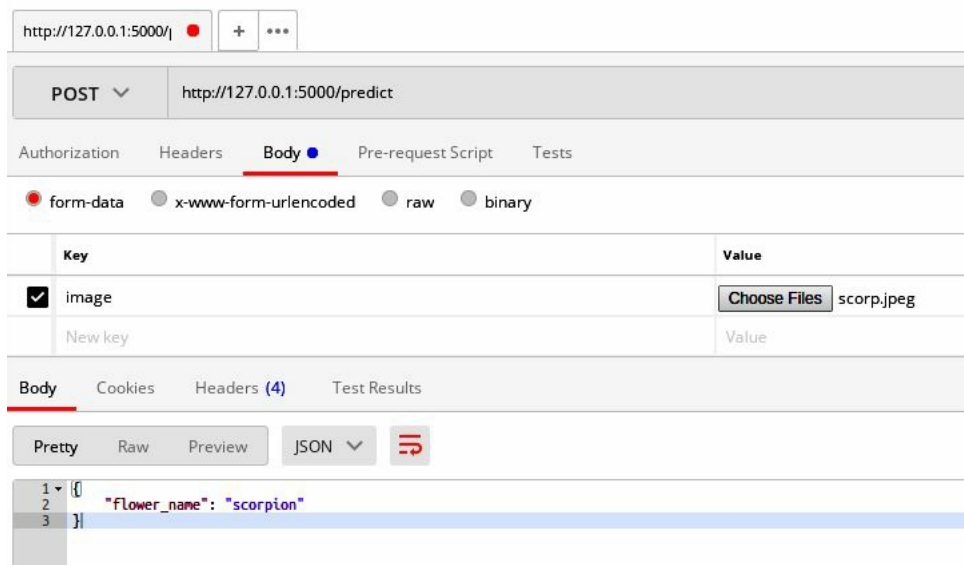 http://127.0.0.1:5000/p
+ •••
POST http://127.0.0.1:5000/predict
Authorization Headers Body Pre-request Script Tests
form-data x-www-form-urlencoded raw binary
Key Value
image Choose Files scorp.jpeg
New key Value
Body Cookies Headers (4) Test Results
Pretty Raw Preview JSON
1 {
2 "flower_name": "scorpion"
3 }